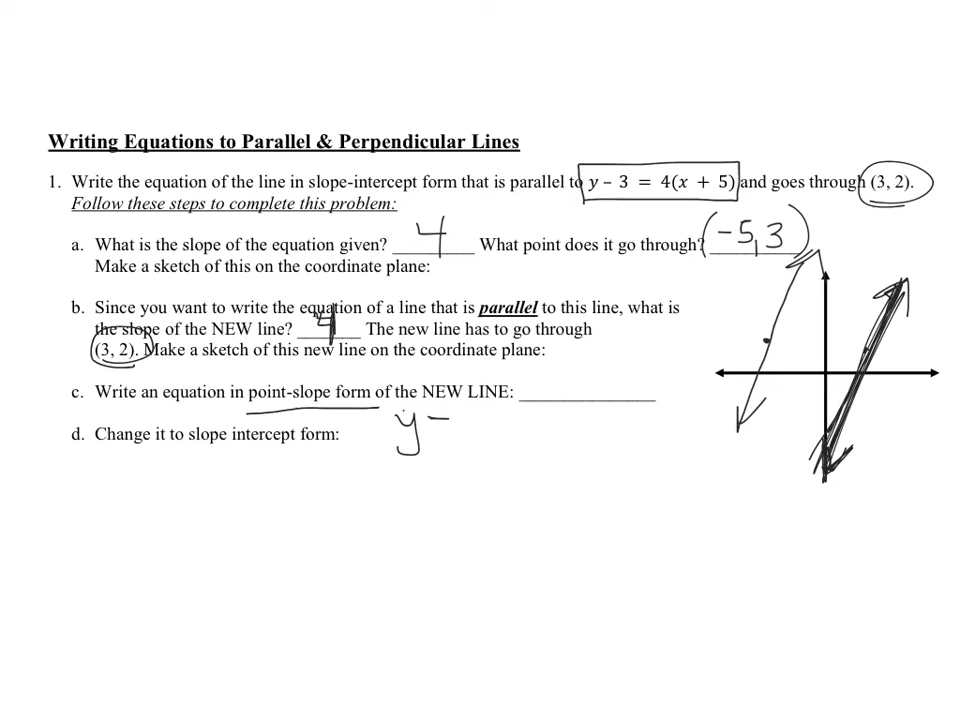 Writing Equations to Parallel & Perpendicular Lines
1. Write the equation of the line in slope-intercept form that is parallel to y − 3 = 4(x + 5) and goes through (3, 2).
Follow these steps to complete this problem:
a. What is the slope of the equation given? 4 What point does it go through? (-5,3)
Make a sketch of this on the coordinate plane:
b. Since you want to write the equation of a line that is parallel to this line, what is
the slope of the NEW line? 4 The new line has to go through
(3, 2). Make a sketch of this new line on the coordinate plane:
c. Write an equation in point-slope form of the NEW LINE: ______________
d. Change it to slope intercept form: y -